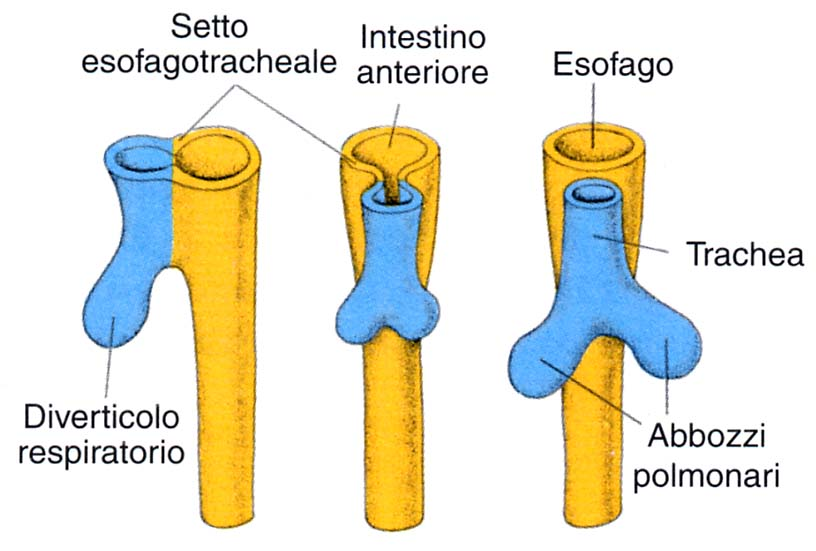 Setto
esofagotracheale
Intestino
anteriore
Esofago
Trachea
Diverticolo
respiratorio
Abbozzi
polmonari